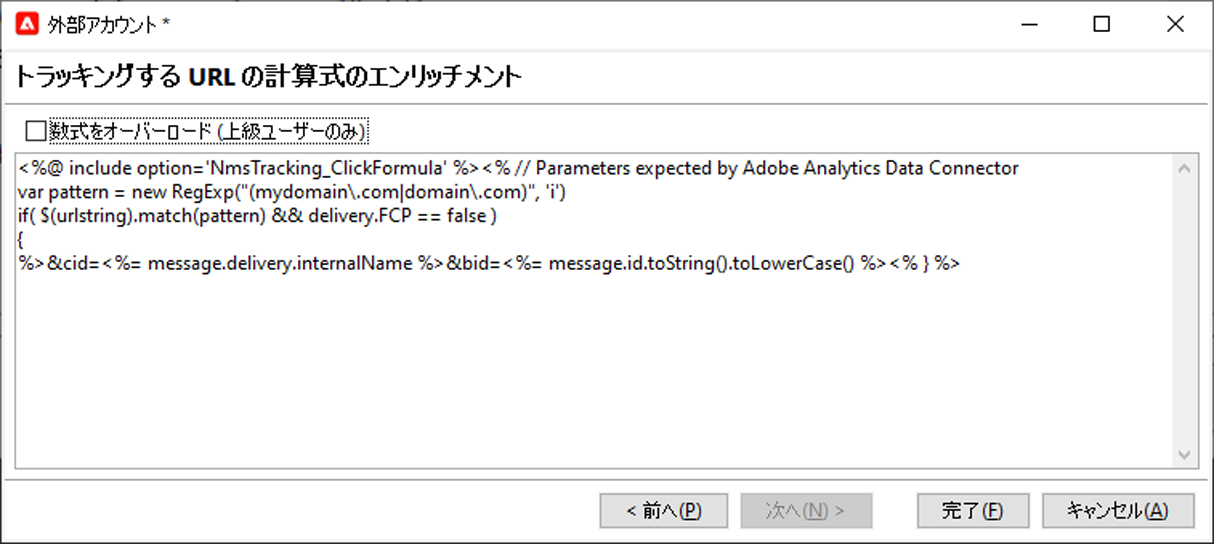 外部アカウント *
トラッキングする URL の計算式のエンリッチメント
数式をオーバーロード (上級ユーザーのみ)
<%@ include option='NmsTracking_ClickFormula' %><% // Parameters expected by Adobe Analytics Data Connector
var pattern = new RegExp("(mydomain\.com|domain\.com)", 'i')
if( $(urlstring).match(pattern) && delivery.FCP == false )
{
%>&cid=<%= message.delivery.internalName %>&bid=<%= message.id.toString().toLowerCase() %><% } %>
< 前へ(P) 次へ(N) > 完了(F) キャンセル(A)